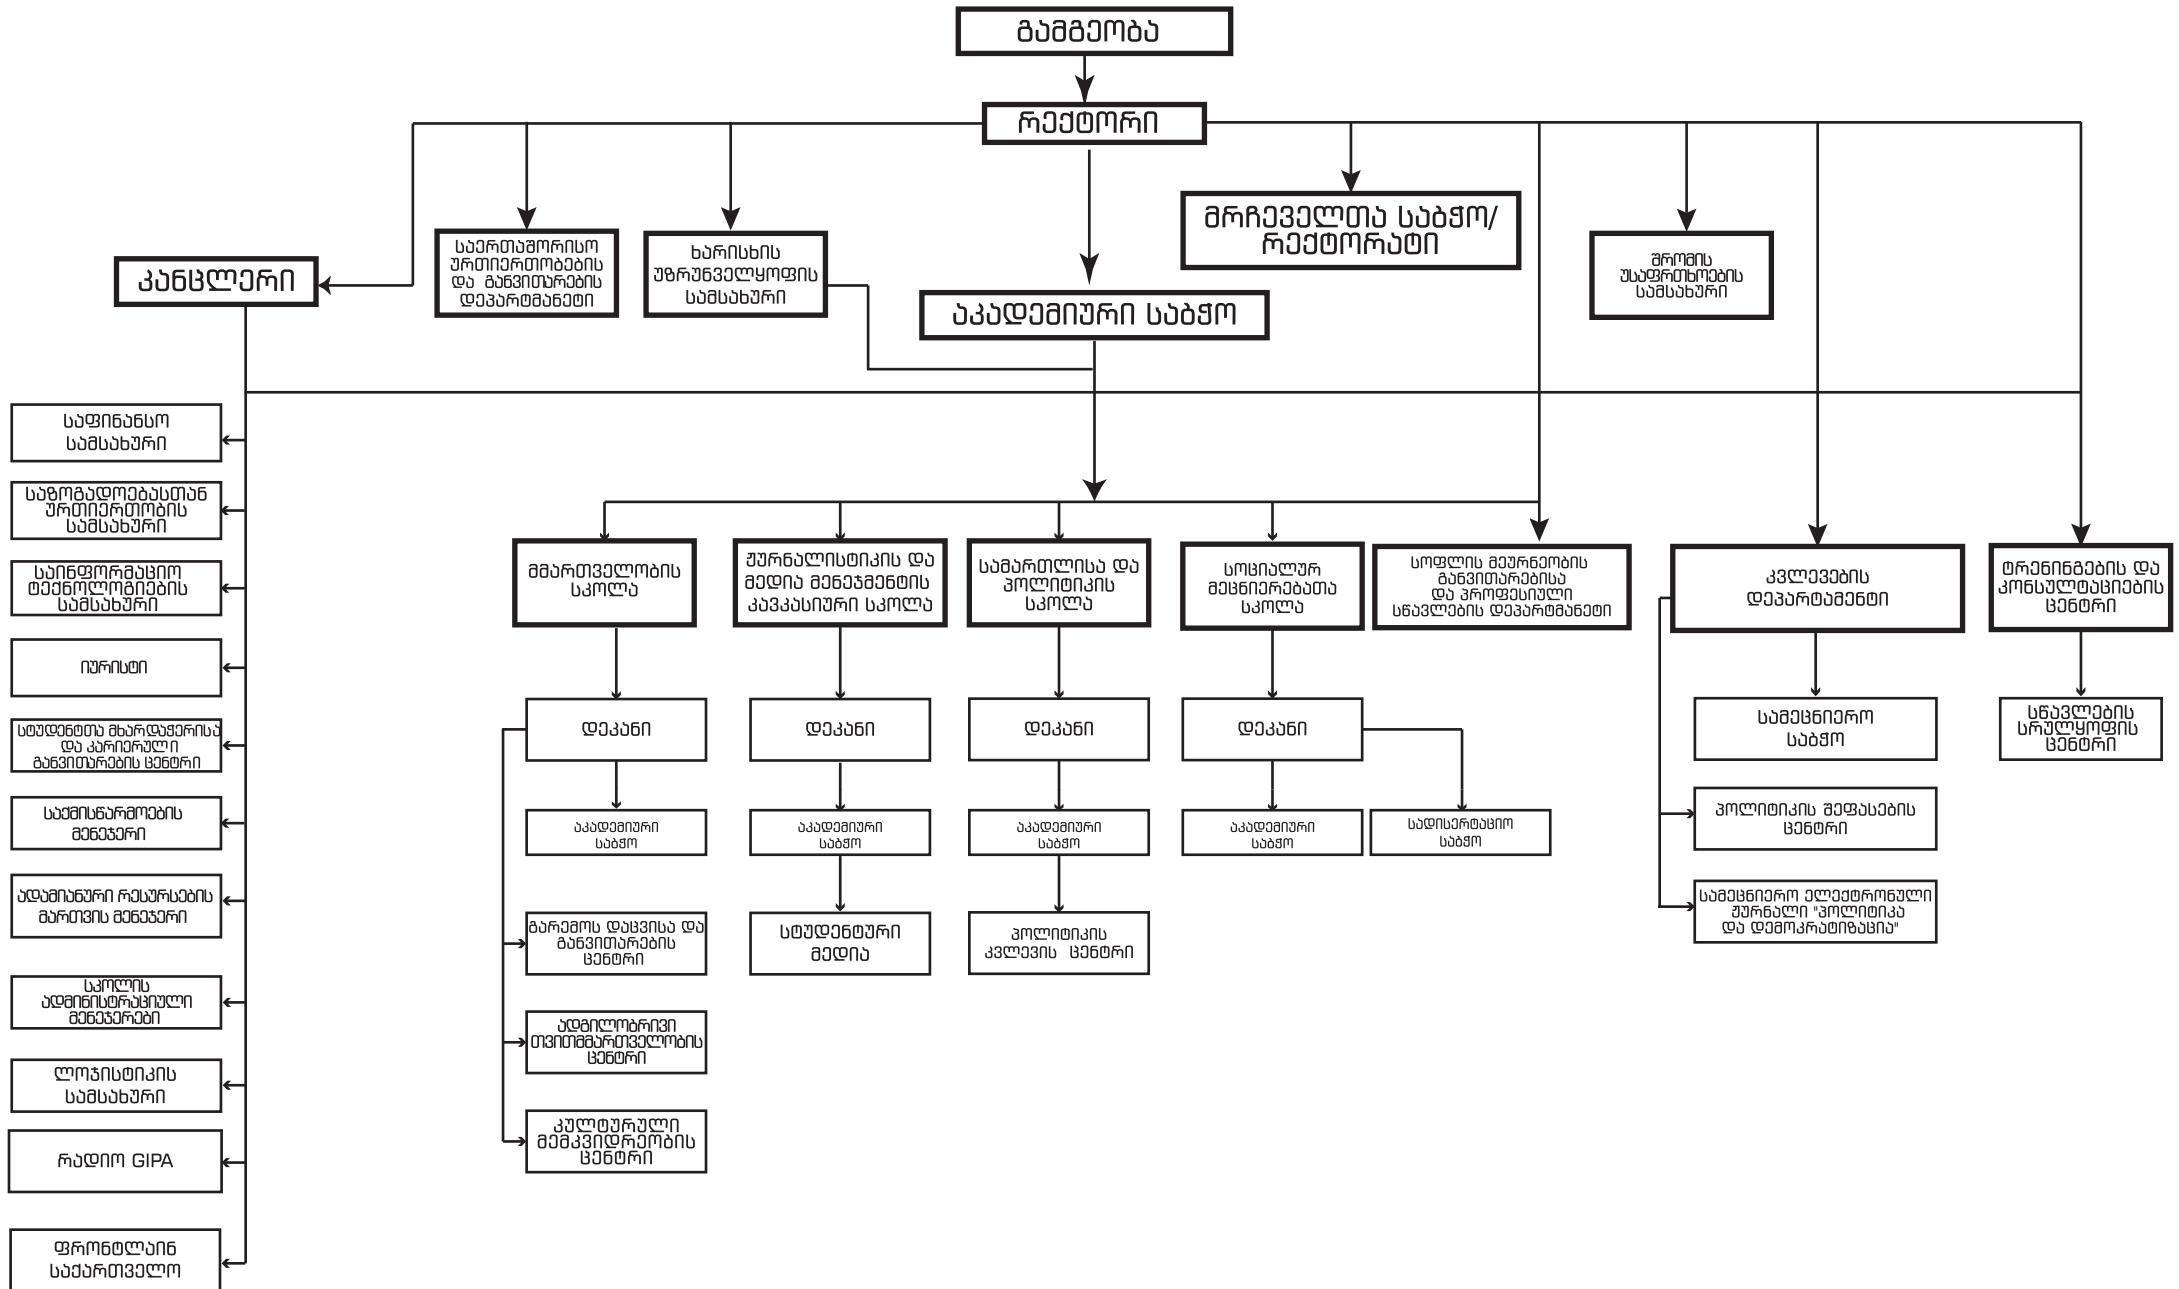 გამგეობა
რექტორი
მრჩეველთა საბჭო/
რექტორატი
საერთაშორისო
ურთიერთობების
და განვითარების
დეპარტმანეტი
ხარისხის
უზრუნველყოფის
სამსახური
შრომის
უსაფრთხოების
სამსახური
კანცლერი
აკადემიური საბჭო
საფინანსო
სამსახური
საზოგადოებასთან
ურთიერთობის
სამსახური
საინფორმაციო
ტექნოლოგიების
სამსახური
იურისტი
სტუდენტთა მხარდაჭერისა
და კარიერული
განვითარების ცენტრი
საქმისწარმოების
მენეჯერი
ადამიანური რესურსების
მართვის მენეჯერი
სკოლის
ადმინისტრაციული
მენეჯერები
ლოჯისტიკის
სამსახური
რადიო GIPA
ფრონტლაინ
საქართველო
მმართველობის
სკოლა
ჟურნალისტიკის და
მედია მენეჯმენტის
კავკასიური სკოლა
სამართლისა და
პოლიტიკის
სკოლა
სოციალურ
მეცნიერებათა
სკოლა
სოფლის მეურნეობის
განვითარებისა
და პროფესიული
სწავლების დეპარტმანეტი
კვლევების
დეპარტამენტი
ტრენინგების და
კონსულტაციების
ცენტრი
დეკანი
დეკანი
დეკანი
დეკანი
სამეცნიერო
საბჭო
სწავლების
სრულყოფის
ცენტრი
აკადემიური
საბჭო
აკადემიური
საბჭო
აკადემიური
საბჭო
აკადემიური
საბჭო
სადისერტაციო
საბჭო
პოლიტიკის შეფასების
ცენტრი
გარემოს დაცვისა და
განვითარების
ცენტრი
სტუდენტური
მედია
პოლიტიკის
კვლევის ცენტრი
სამეცნიერო ელექტრონული
ჟურნალი "პოლიტიკა
და დემოკრატიზაცია"
ადგილობრივი
თვითმმართველობის
ცენტრი
კულტურული
მემკვიდრეობის
ცენტრი